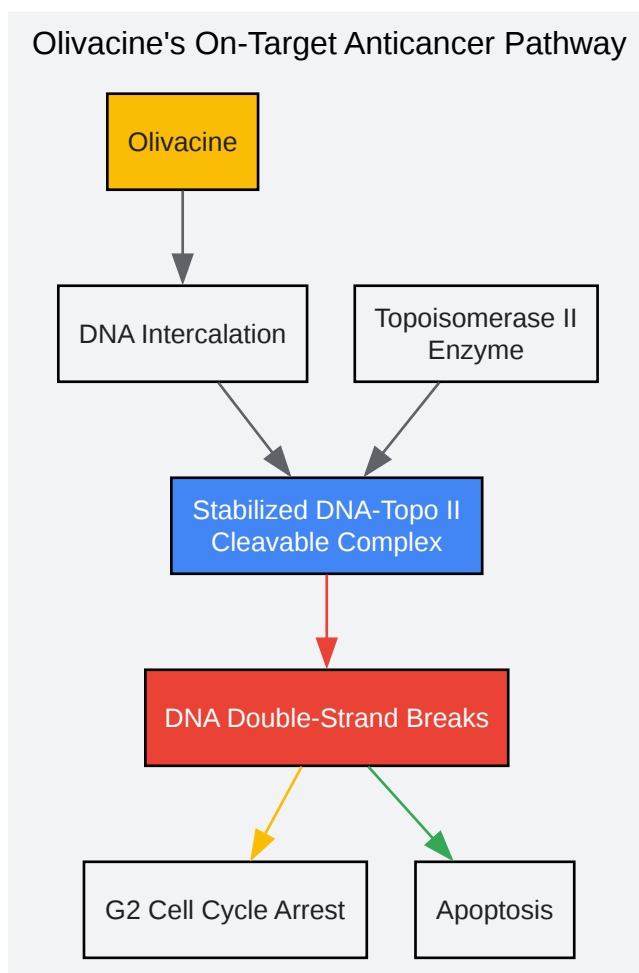 Olivacine's On-Target Anticancer Pathway
Olivacine
DNA Intercalation
Topoisomerase II
Enzyme
Stabilized DNA-Topo II
Cleavable Complex
DNA Double-Strand Breaks
G2 Cell Cycle Arrest
Apoptosis